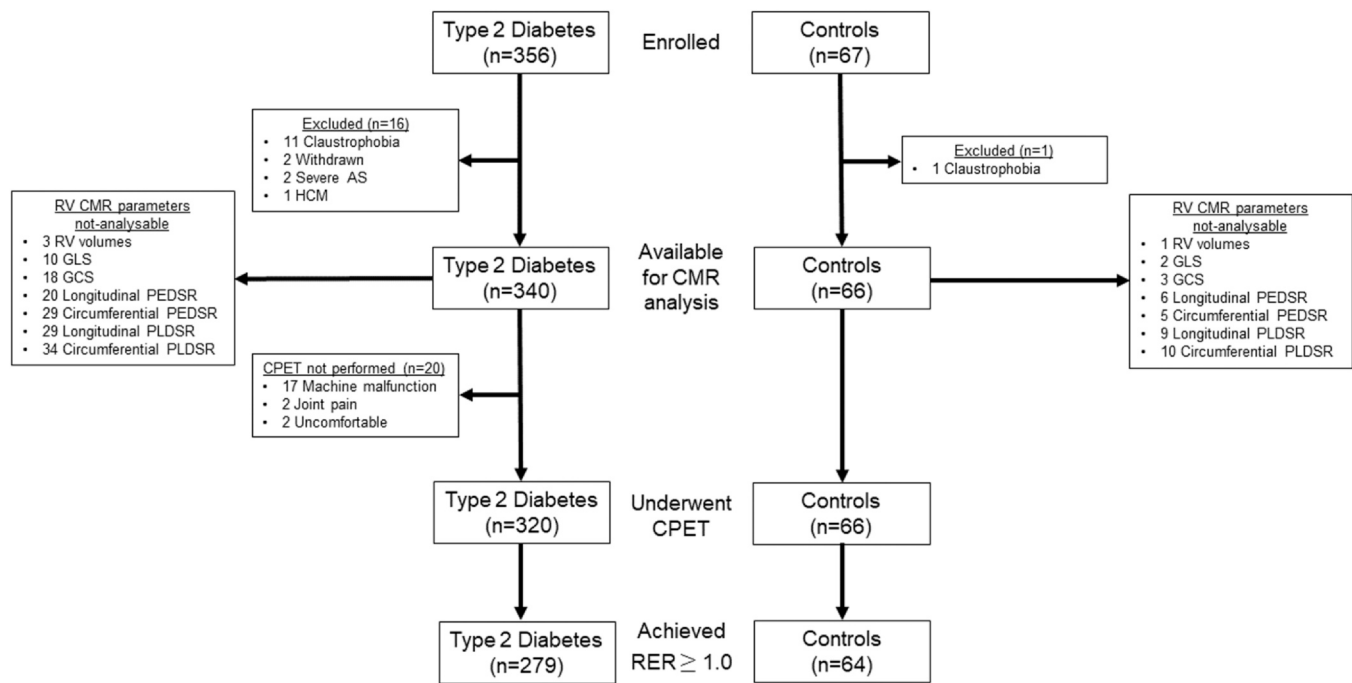 Type 2 Diabetes
(n=356)
Enrolled
Controls
(n=67)
Excluded (n=16)
• 11 Claustrophobia
• 2 Withdrawn
• 2 Severe AS
• 1 HCM
Excluded (n=1)
• 1 Claustrophobia
RV CMR parameters
not-analysable
• 3 RV volumes
• 10 GLS
• 18 GCS
• 20 Longitudinal PEDSR
• 29 Circumferential PEDSR
• 29 Longitudinal PLDSR
• 34 Circumferential PLDSR
Type 2 Diabetes
(n=340)
Available
for CMR
analysis
Controls
(n=66)
RV CMR parameters
not-analysable
• 1 RV volumes
• 2 GLS
• 3 GCS
• 6 Longitudinal PEDSR
• 5 Circumferential PEDSR
• 9 Longitudinal PLDSR
• 10 Circumferential PLDSR
CPET not performed (n=20)
• 17 Machine malfunction
• 2 Joint pain
• 2 Uncomfortable
Type 2 Diabetes
(n=320)
Underwent
CPET
Controls
(n=66)
Type 2 Diabetes
(n=279)
Achieved
RER ≥ 1.0
Controls
(n=64)